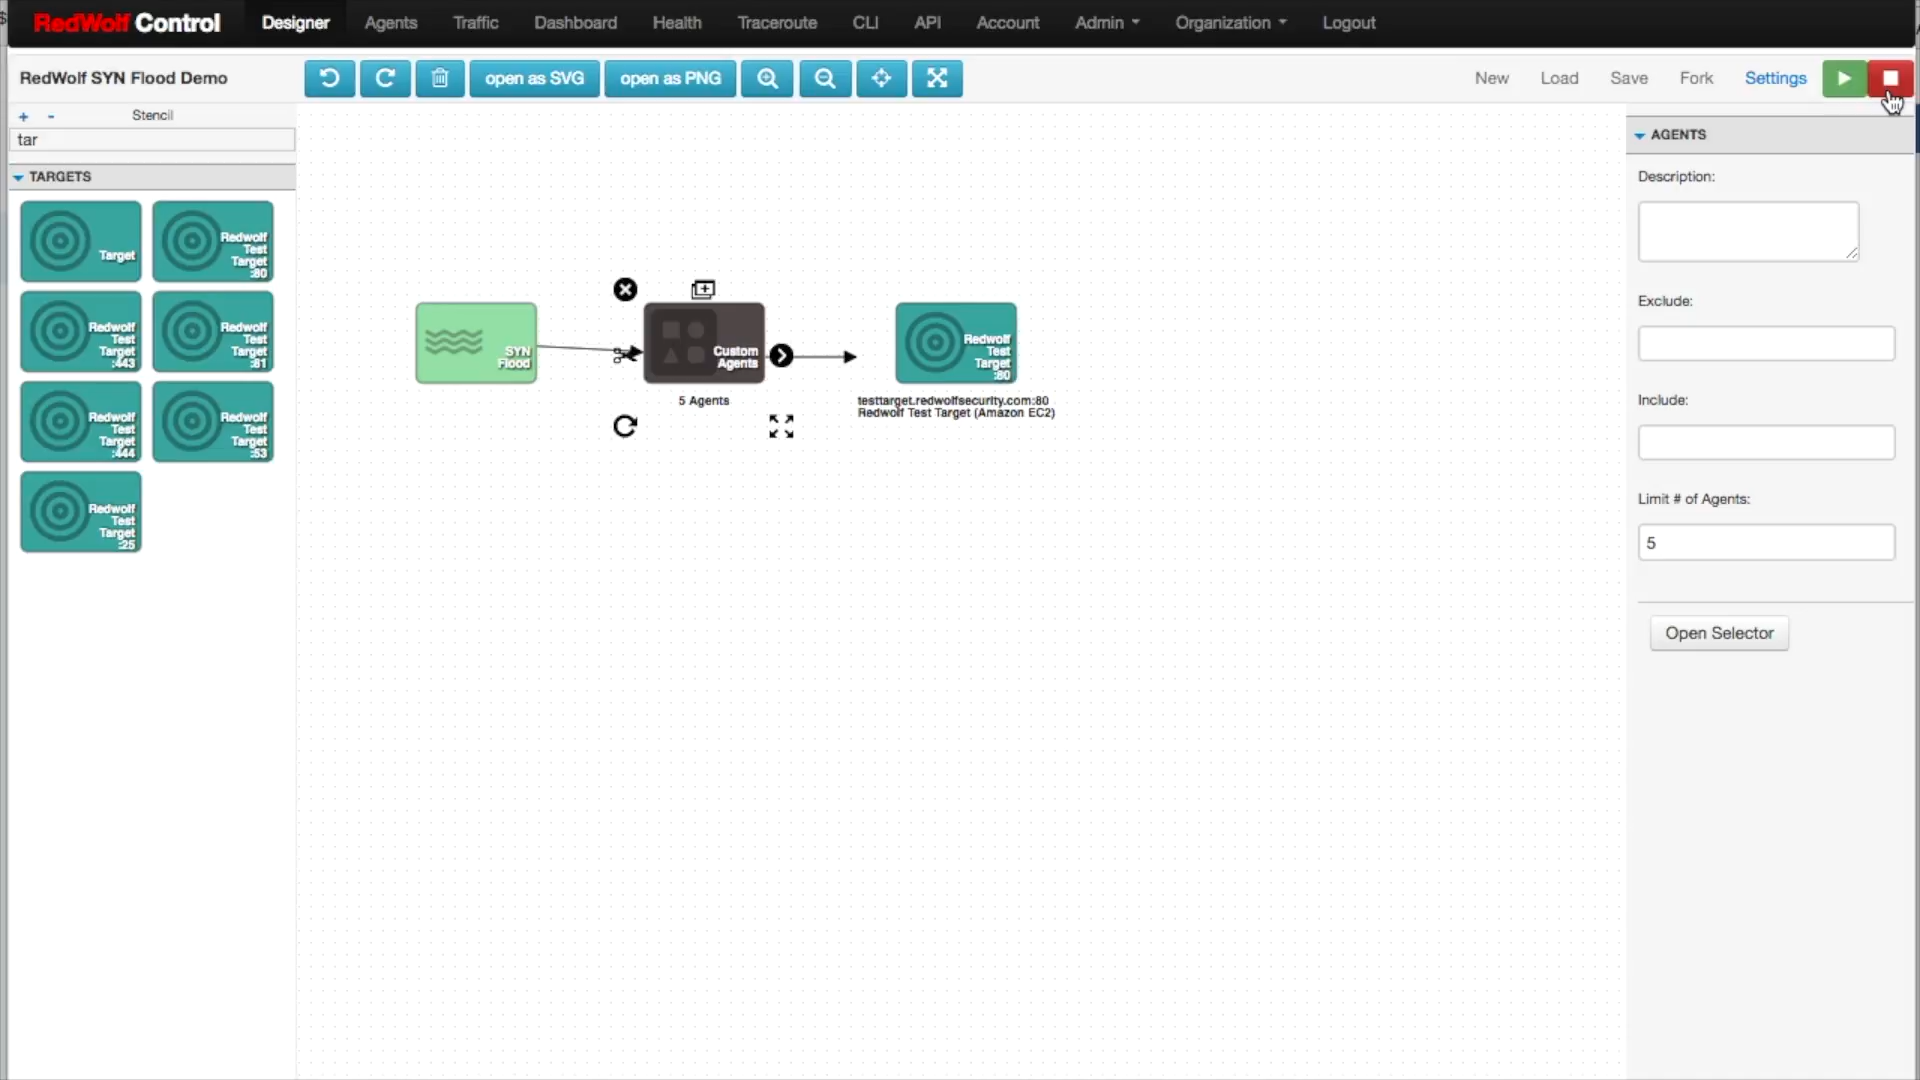 RedWolf Control Designer Agents Traffic Dashboard Health Traceroute CLI API Account Admin Organization Logout
RedWolf SYN Flood Demo open as SVG open as PNG New Load Save Fork Settings
+ - Stencil
tar
TARGETS
Target
Redwolf
Test
Target
:80
Redwolf
Test
Target
:443
Redwolf
Test
Target
:81
Redwolf
Test
Target
:444
Redwolf
Test
Target
:53
Redwolf
Test
Target
:25
SYN
Flood
Custom
Agents
5 Agents
Redwolf
Test
Target
:80
testtarget.redwolfsecurity.com:80
Redwolf Test Target (Amazon EC2)
AGENTS
Description:
Exclude:
Include:
Limit # of Agents:
5
Open Selector